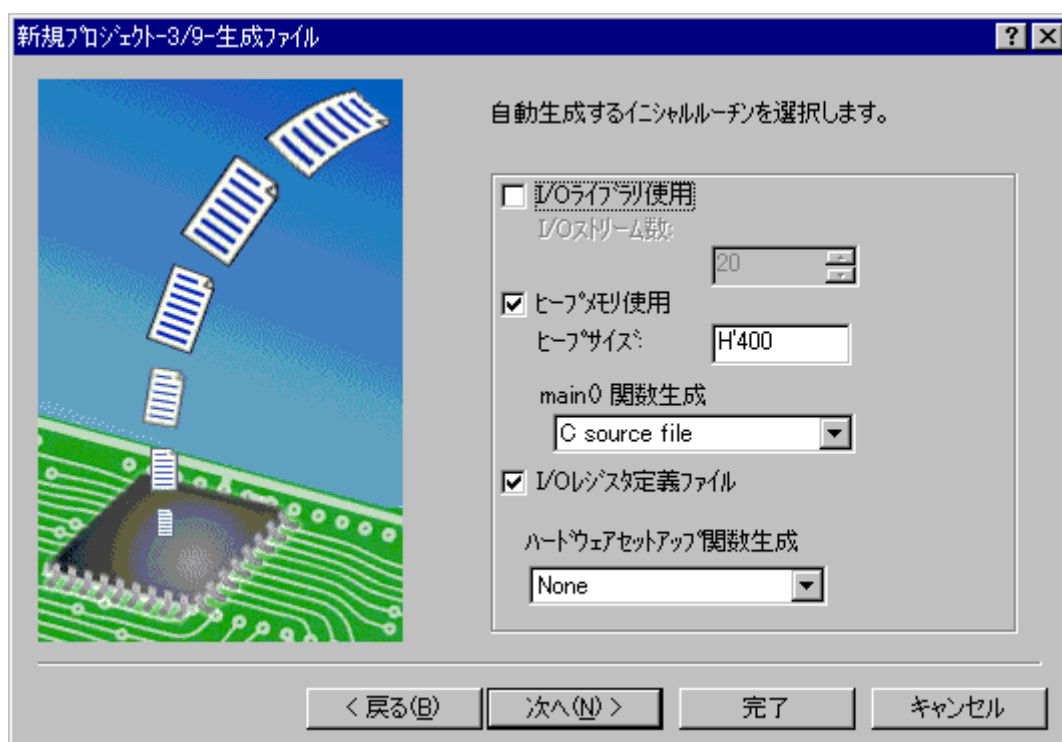 新規プロジェクト-3/9-生成ファイル
自動生成するイニシャルルーチンを選択します。
I/Oライブラリ使用
I/Oストリーム数:
20
ヒープメモリ使用
ヒープサイズ:
H'400
main() 関数生成
C source file
I/Oレジスタ定義ファイル
ハードウェアセットアップ関数生成
None
< 戻る(B)
次へ(N) >
完了
キャンセル